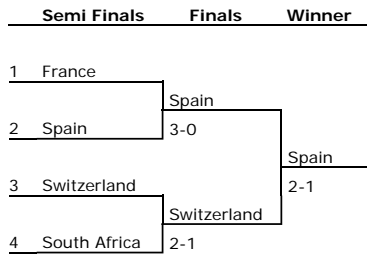 Semi Finals Finals Winner
1 France
Spain
2 Spain 3-0
Spain
3 Switzerland 2-1
Switzerland
4 South Africa 2-1